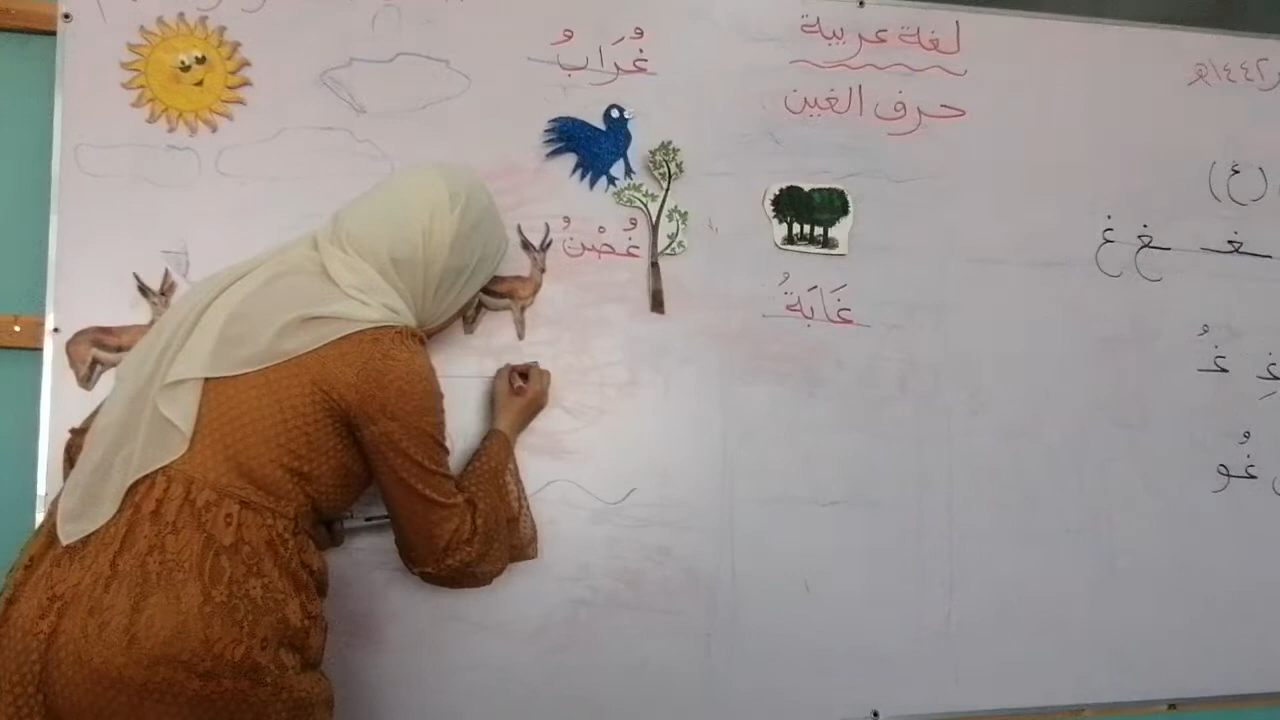 لغة عربية
حرف الغين
١٤٤٢هـ
(غ)
غـ ـغـ ـغ غ
غِ غُ
غُو
غُرَابُ
غُصْنُ
غَابَةُ